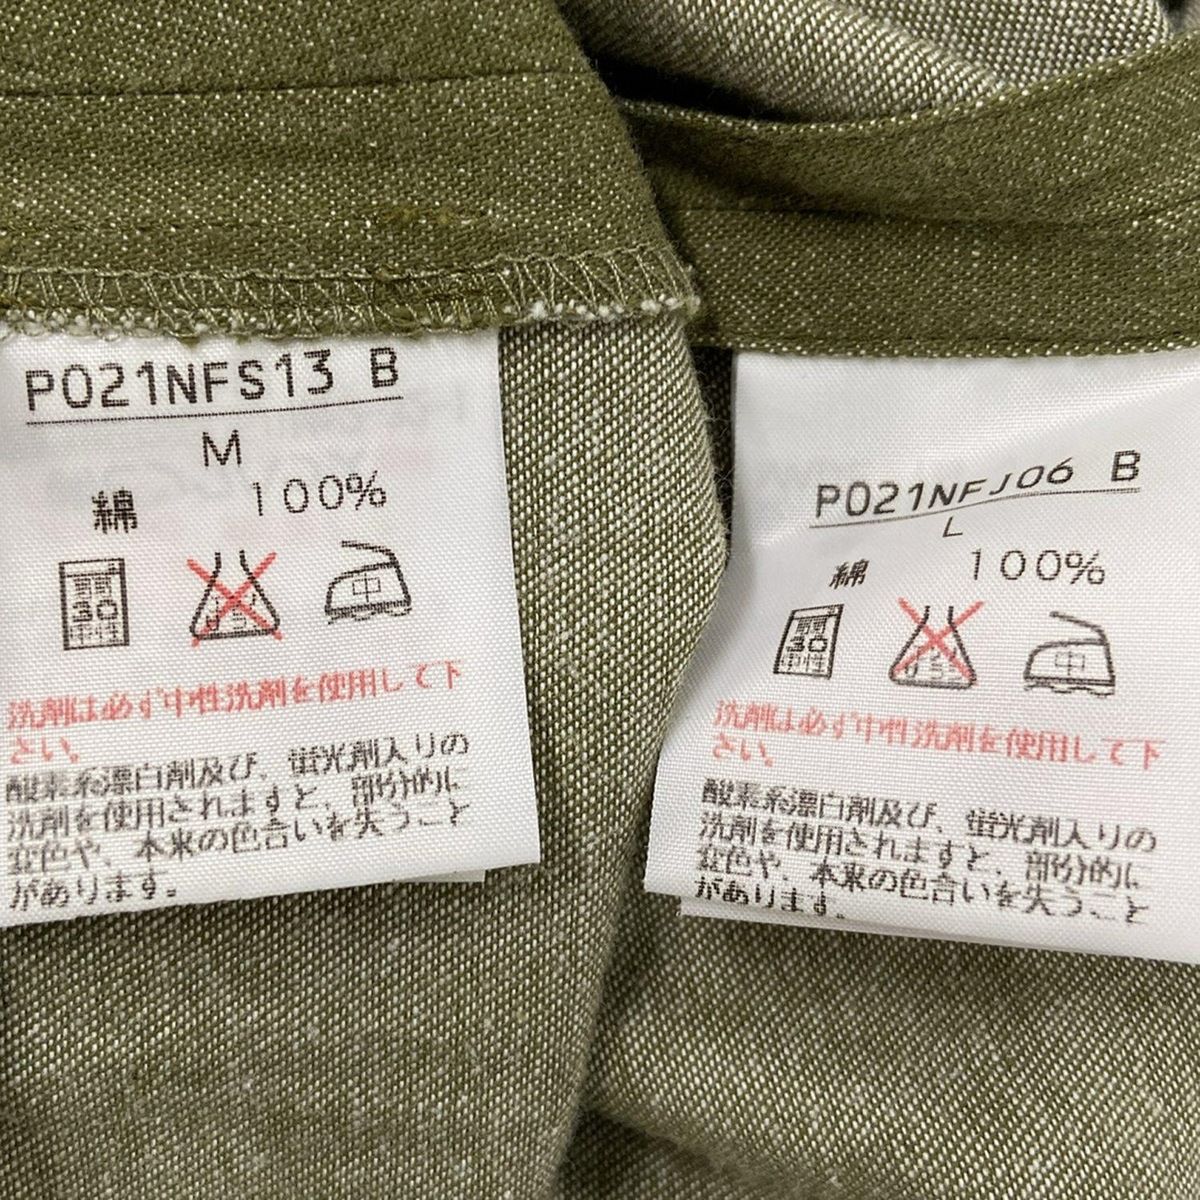 P021NFS13 B
M
綿 100%
30
中性
中
洗剤は必ず中性洗剤を使用して下
さい。
酸素系漂白剤及び、蛍光剤入りの
洗剤を使用されますと、部分的に
変色や、本来の色合いを失うこと
があります。
P021NFJ06 B
L
綿 100%
30
中性
中
洗剤は必ず中性洗剤を使用して下
さい。
酸素系漂白剤及び、蛍光剤入りの
洗剤を使用されますと、部分的に
変色や、本来の色合いを失うこと
があります。